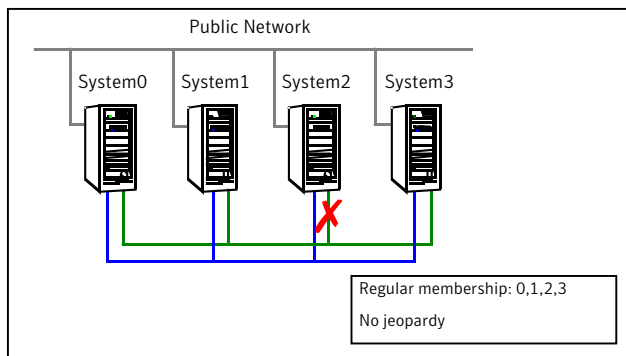 Public Network
System0
System1
System2
System3
Regular membership: 0,1,2,3
No jeopardy